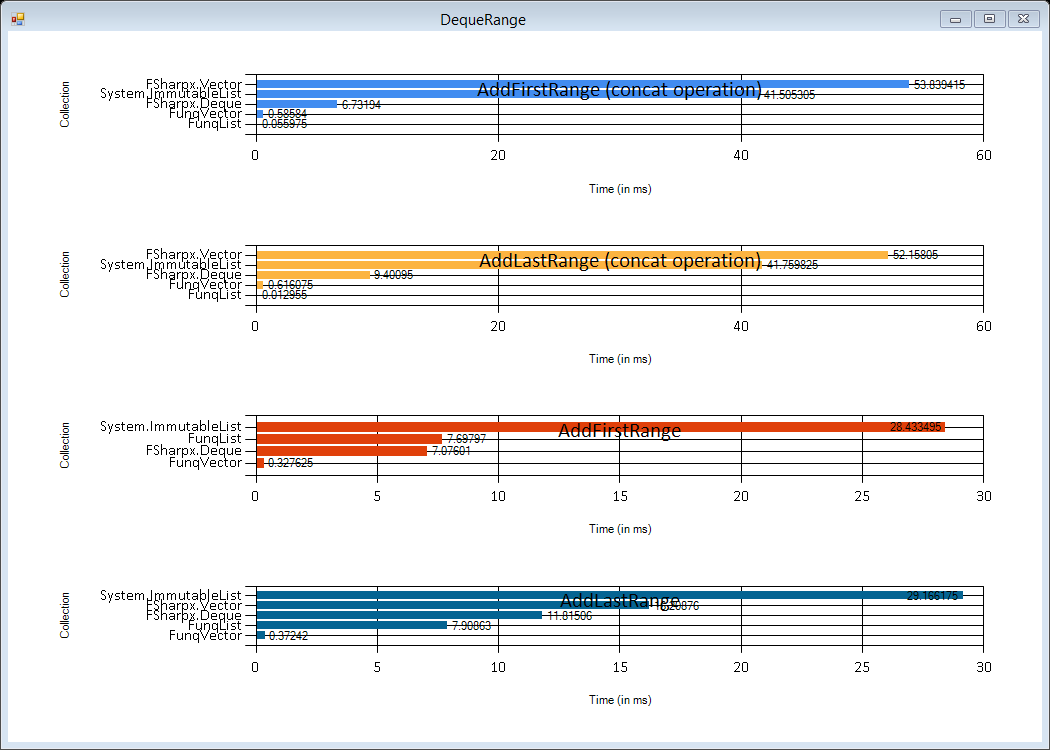 DequeRange
AddFirstRange (concat operation)
Collection
FSharpx.Vector 53.839415
System.ImmutableList 41.505305
FSharpx.Deque 6.73194
FunqVector 0.58584
FunqList 0.055975
0 20 40 60
Time (in ms)
AddLastRange (concat operation)
Collection
FSharpx.Vector 52.15805
System.ImmutableList 41.759825
FSharpx.Deque 9.40095
FunqVector 0.616075
FunqList 0.012955
0 20 40 60
Time (in ms)
AddFirstRange
Collection
System.ImmutableList 28.433495
FunqList 7.69797
FSharpx.Deque 7.07601
FunqVector 0.327625
0 5 10 15 20 25 30
Time (in ms)
AddLastRange
Collection
System.ImmutableList 29.166175
FSharpx.Vector
FSharpx.Deque 11.81506
FunqList 7.90863
FunqVector 0.37242
0 5 10 15 20 25 30
Time (in ms)